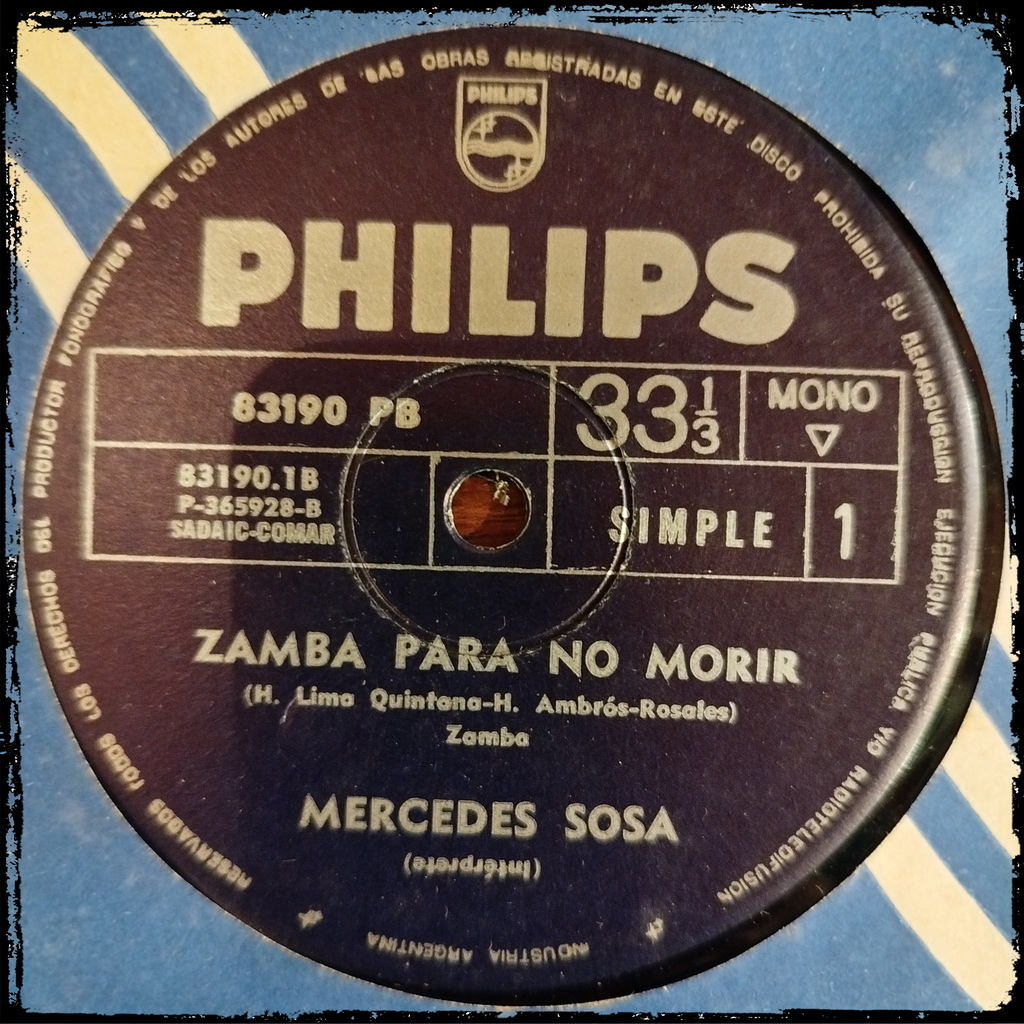 RESERVADOS TODOS LOS DERECHOS DEL PRODUCTOR FONOGRAFICO Y DE LOS AUTORES DE LAS OBRAS REGISTRADAS EN ESTE DISCO PROHIBIDA SU REPRODUCCION EJECUCION PUBLICA Y/O RADIOTELEDIFUSION
PHILIPS
PHILIPS
83190 PB
33 1/3
MONO
▽
83190.1B
P-365928-B
SADAIC-COMAR
SIMPLE
1
ZAMBA PARA NO MORIR
(H. Lima Quintana-H. Ambrós-Rosales)
Zamba
MERCEDES SOSA
(Intérprete)
INDUSTRIA ARGENTINA